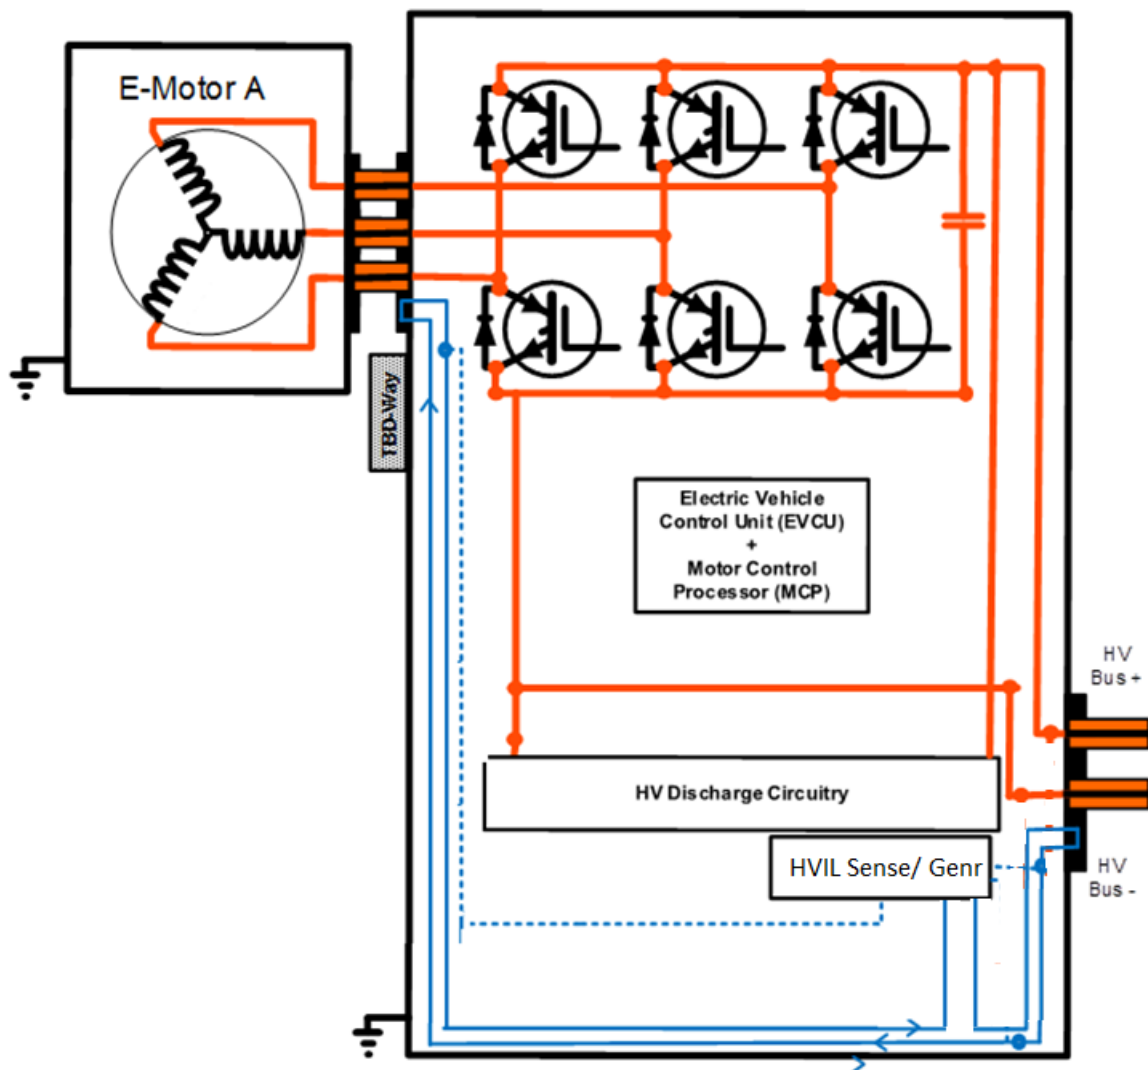 E-Motor A
TBD-Way
Electric Vehicle
Control Unit (EVCU)
+
Motor Control
Processor (MCP)
HV
Bus +
HV Discharge Circuitry
HVIL Sense/ Genr
HV
Bus -